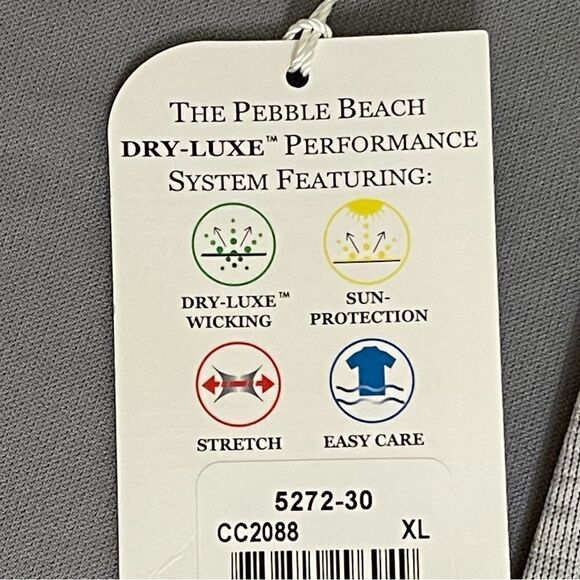 THE PEBBLE BEACH
DRY-LUXE™ PERFORMANCE
SYSTEM FEATURING:
DRY-LUXE™
WICKING
SUN-
PROTECTION
STRETCH
EASY CARE
5272-30
CC2088 XL